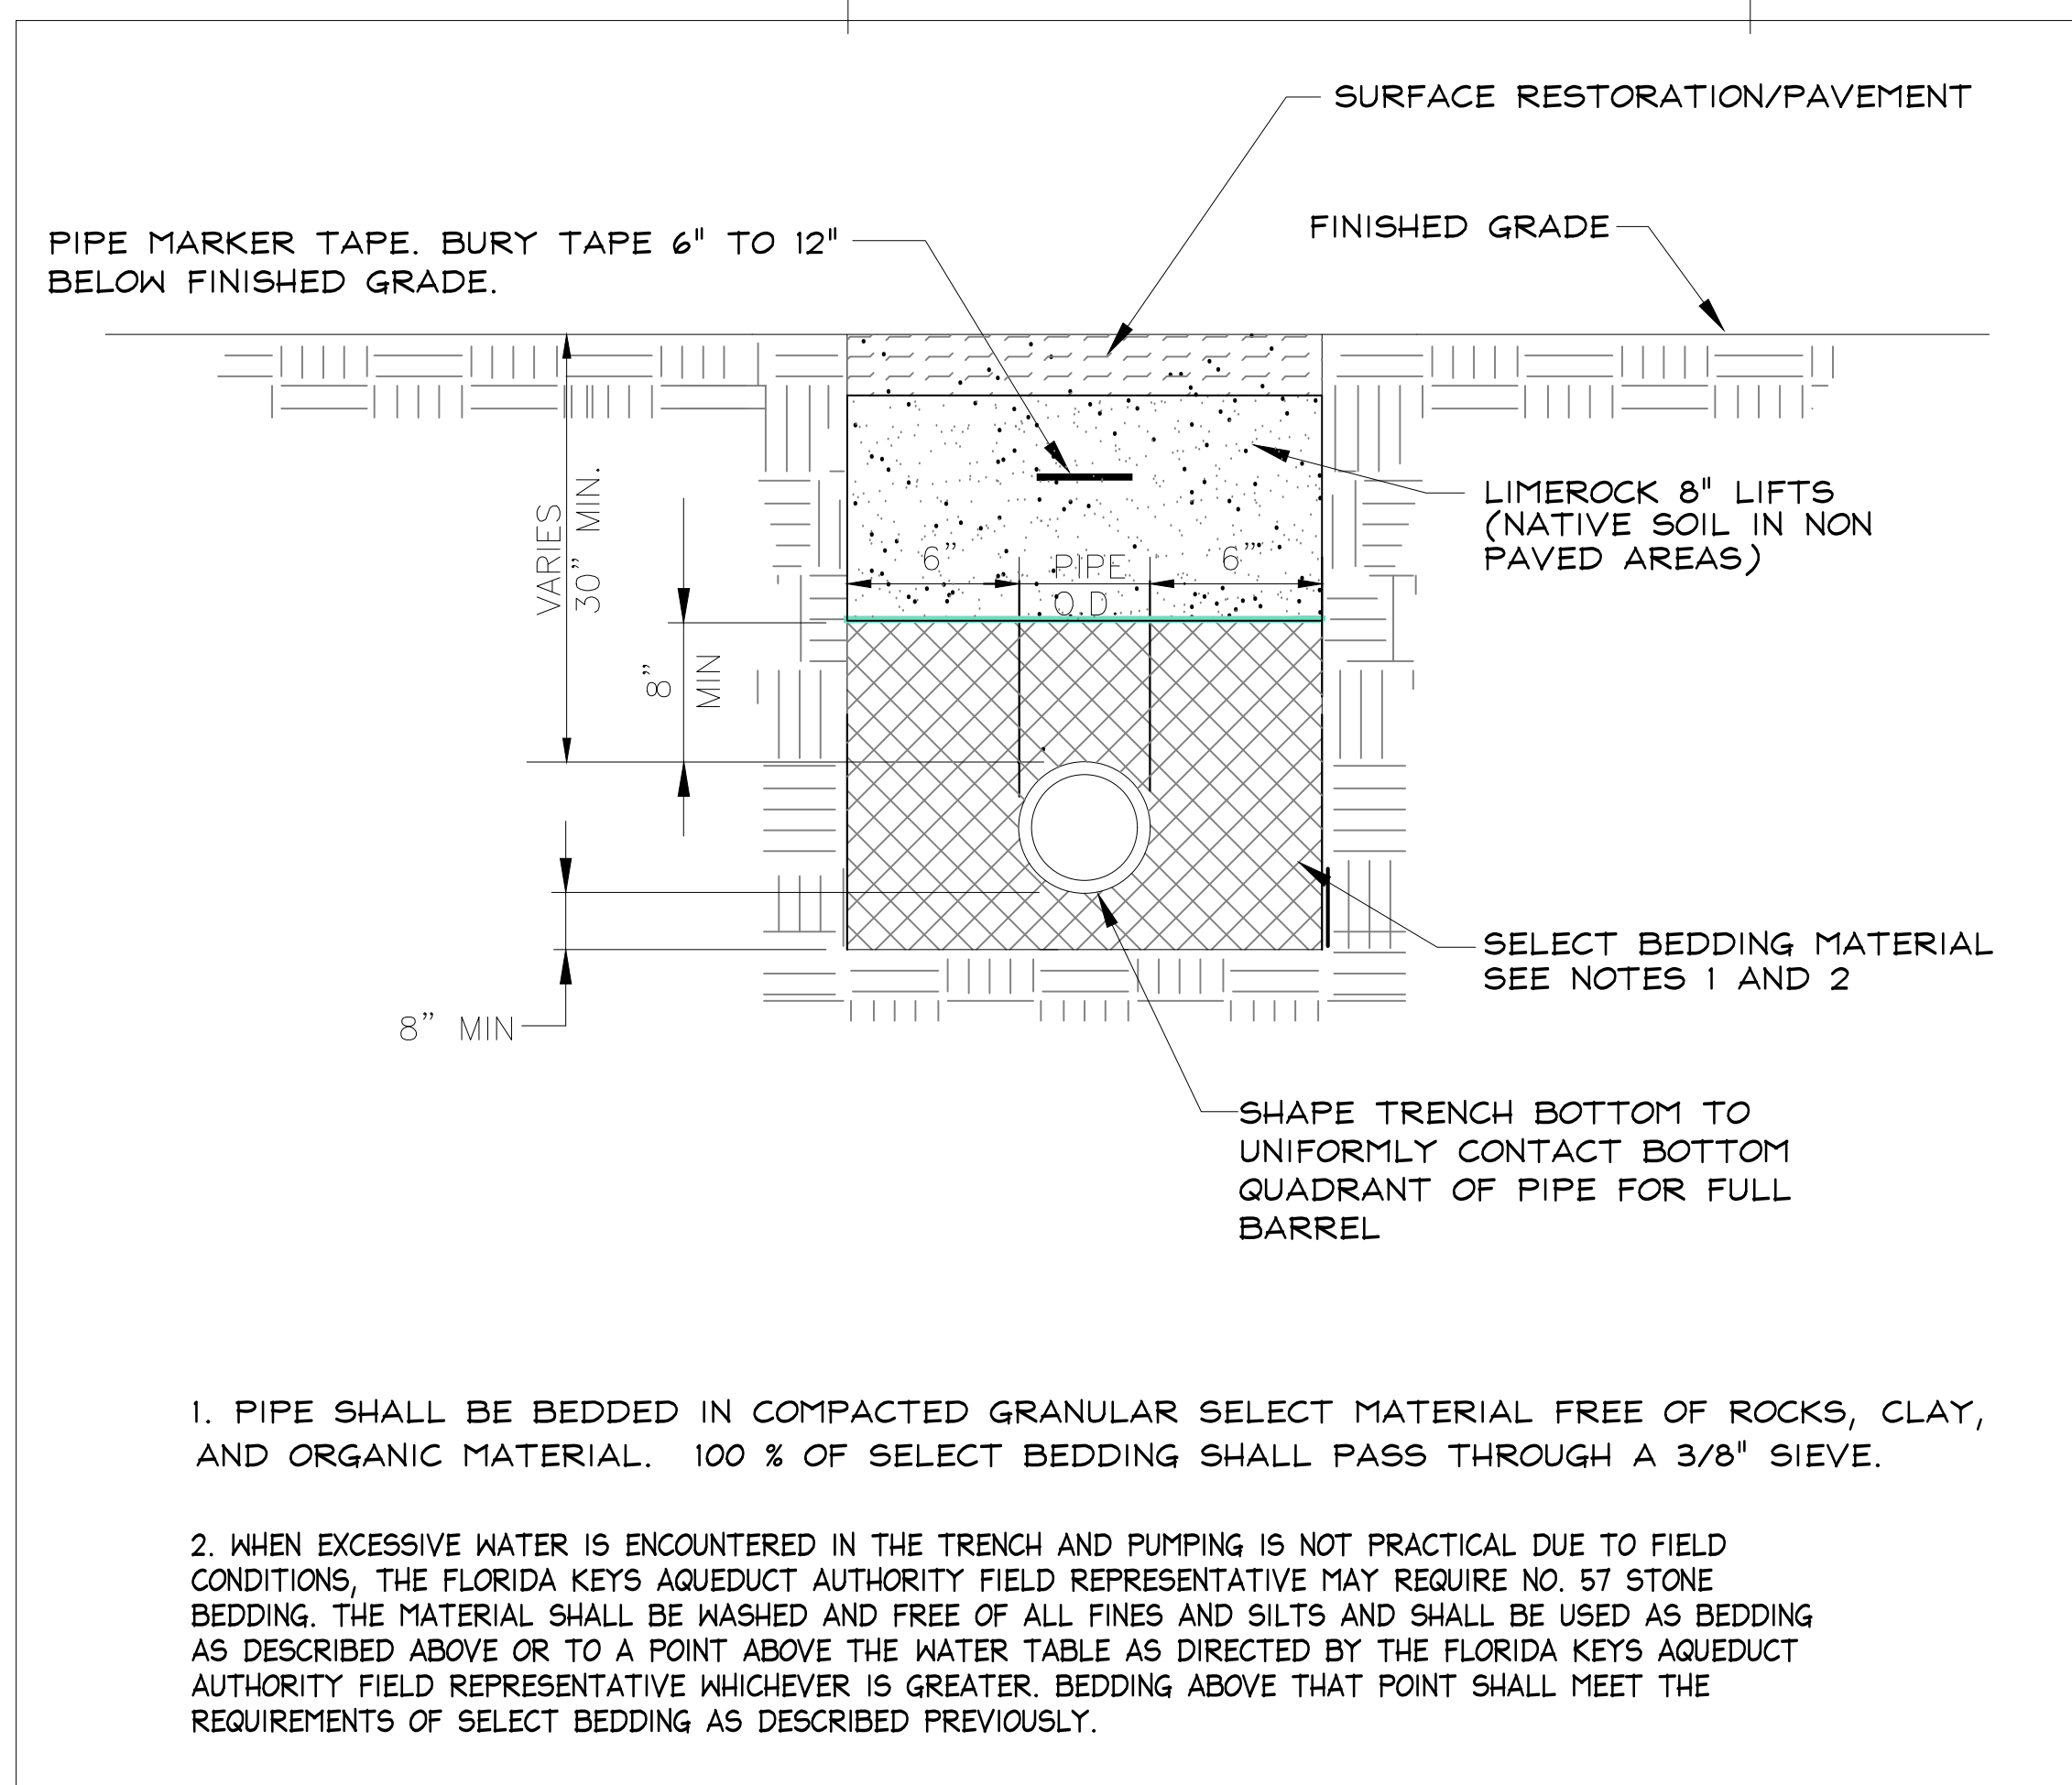 SURFACE RESTORATION/PAVEMENT
FINISHED GRADE
PIPE MARKER TAPE. BURY TAPE 6" TO 12"
BELOW FINISHED GRADE.
VARIES
30” MIN.
LIMEROCK 8" LIFTS
(NATIVE SOIL IN NON
PAVED AREAS)
6”
PIPE
O.D.
6”
8”
MIN
SELECT BEDDING MATERIAL
SEE NOTES 1 AND 2
8” MIN
SHAPE TRENCH BOTTOM TO
UNIFORMLY CONTACT BOTTOM
QUADRANT OF PIPE FOR FULL
BARREL
1. PIPE SHALL BE BEDDED IN COMPACTED GRANULAR SELECT MATERIAL FREE OF ROCKS, CLAY,
AND ORGANIC MATERIAL. 100 % OF SELECT BEDDING SHALL PASS THROUGH A 3/8" SIEVE.
2. WHEN EXCESSIVE WATER IS ENCOUNTERED IN THE TRENCH AND PUMPING IS NOT PRACTICAL DUE TO FIELD
CONDITIONS, THE FLORIDA KEYS AQUEDUCT AUTHORITY FIELD REPRESENTATIVE MAY REQUIRE NO. 57 STONE
BEDDING. THE MATERIAL SHALL BE WASHED AND FREE OF ALL FINES AND SILTS AND SHALL BE USED AS BEDDING
AS DESCRIBED ABOVE OR TO A POINT ABOVE THE WATER TABLE AS DIRECTED BY THE FLORIDA KEYS AQUEDUCT
AUTHORITY FIELD REPRESENTATIVE WHICHEVER IS GREATER. BEDDING ABOVE THAT POINT SHALL MEET THE
REQUIREMENTS OF SELECT BEDDING AS DESCRIBED PREVIOUSLY.